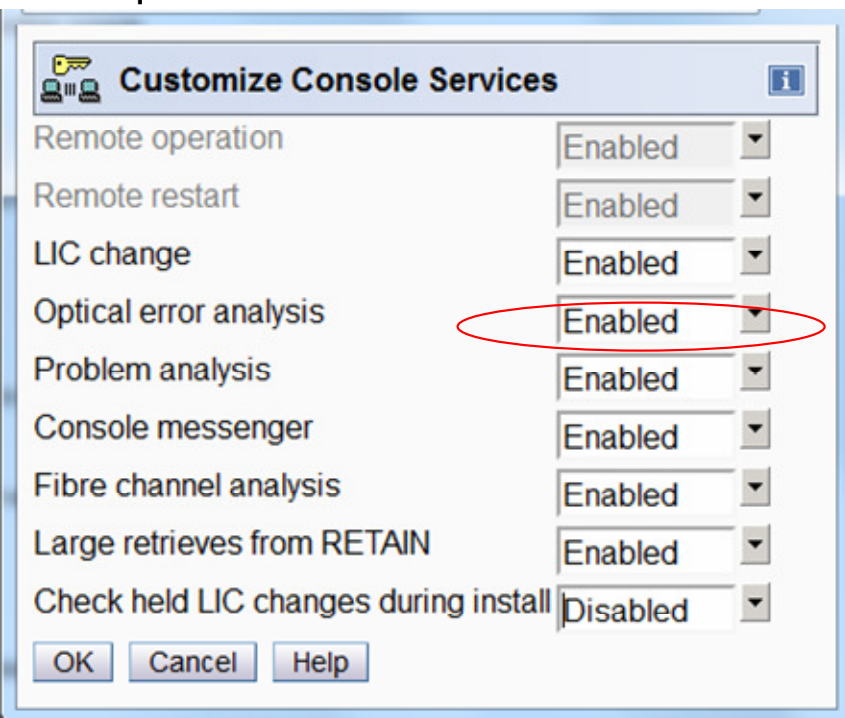 Customize Console Services
Remote operation Enabled
Remote restart Enabled
LIC change Enabled
Optical error analysis Enabled
Problem analysis Enabled
Console messenger Enabled
Fibre channel analysis Enabled
Large retrieves from RETAIN Enabled
Check held LIC changes during install Disabled
OK Cancel Help